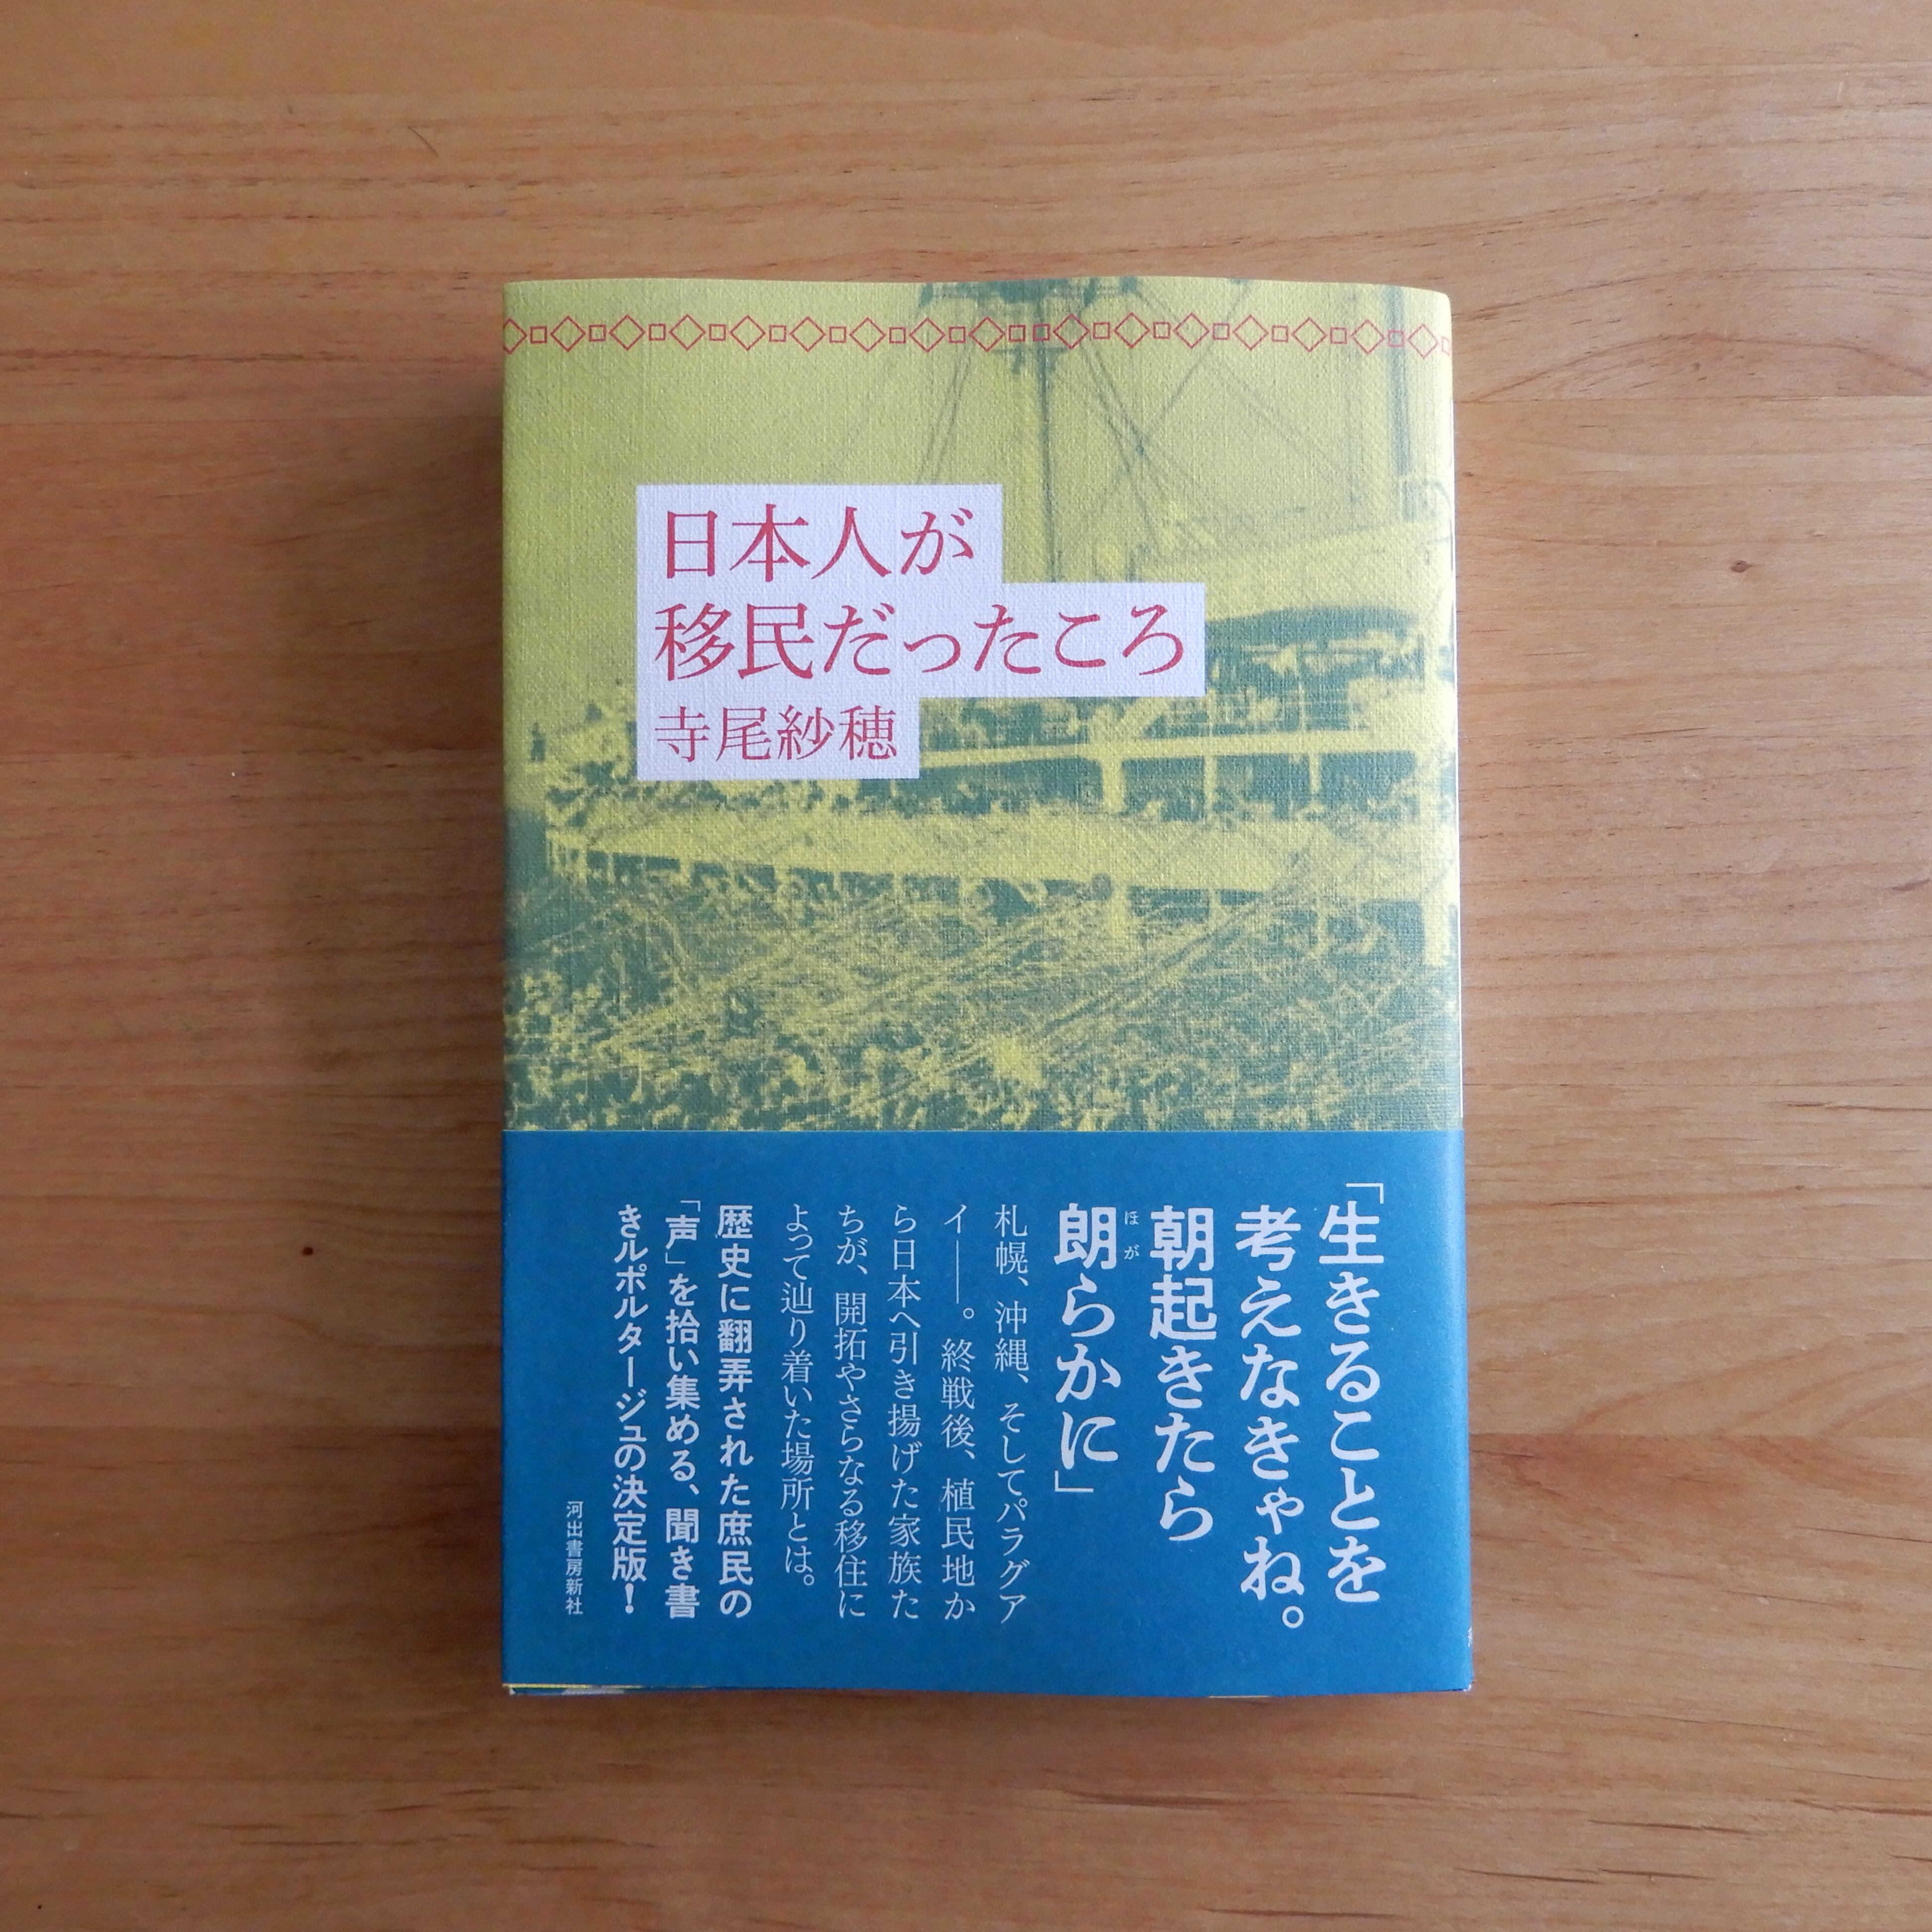 日本人が
移民だったころ
寺尾紗穂
「生きることを
考えなきゃね。
朝起きたら
朗らかに」
ほが
札幌、沖縄、そしてパラグア
イ――。終戦後、植民地か
ら日本へ引き揚げた家族た
ちが、開拓やさらなる移住に
よって辿り着いた場所とは。
歴史に翻弄された庶民の
「声」を拾い集める、聞き書
きルポルタージュの決定版!
河出書房新社